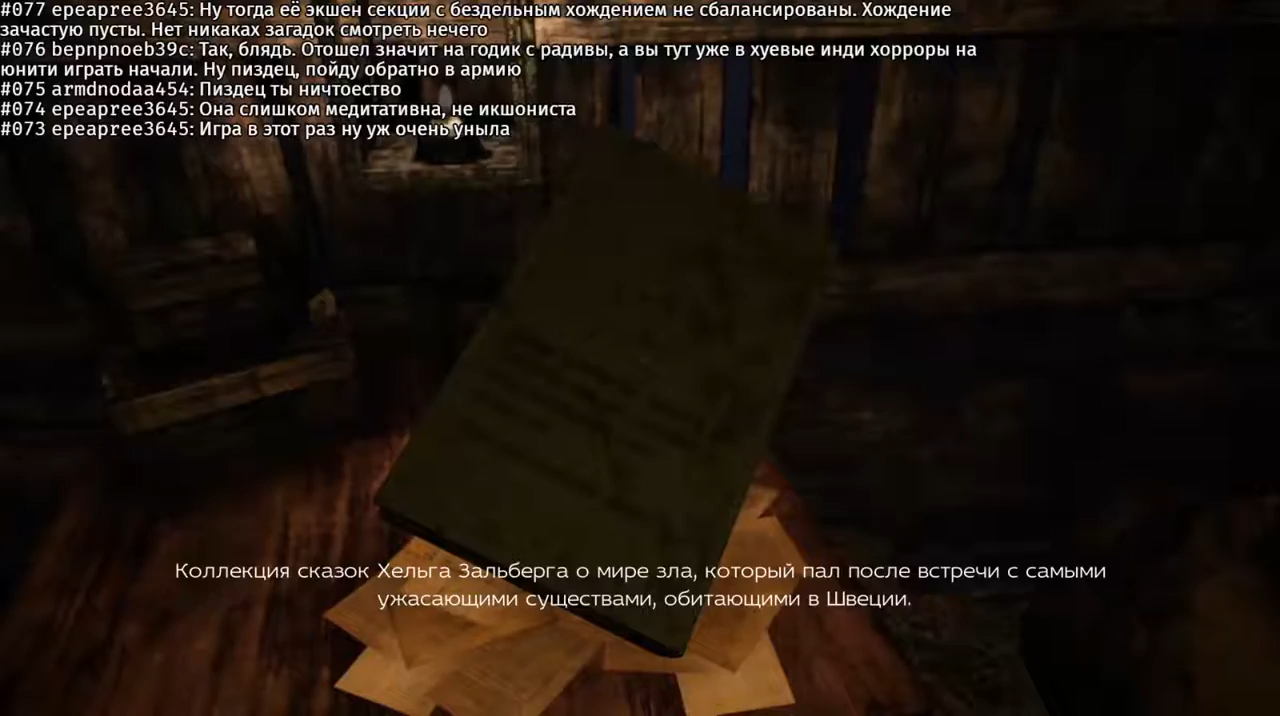 #077 epeapree3645: Ну тогда её экшен секции с бездельным хождением не сбалансированы. Хождение
зачастую пусты. Нет никаках загадок смотреть нечего
#076 bepnpnoeb39c: Так, блядь. Отошел значит на годик с радивы, а вы тут уже в хуевые инди хорроры на
юнити играть начали. Ну пиздец, пойду обратно в армию
#075 armdnodaa454: Пиздец ты ничтоество
#074 epeapree3645: Она слишком медитативна, не икшониста
#073 epeapree3645: Игра в этот раз ну уж очень уныла
Коллекция сказок Хельга Зальберга о мире зла, который пал после встречи с самыми
ужасающими существами, обитающими в Швеции.